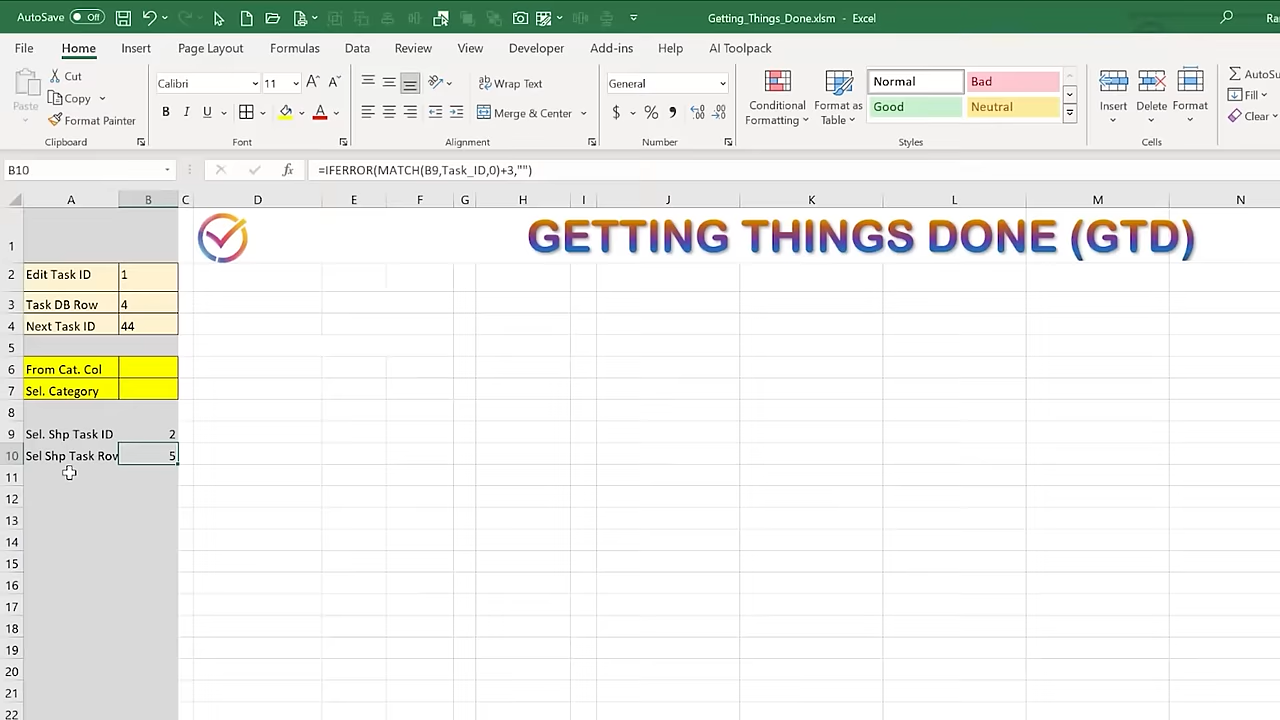 AutoSave Off Getting_Things_Done.xlsm - Excel Ra
File Home Insert Page Layout Formulas Data Review View Developer Add-ins Help AI Toolpack
Paste Cut Copy Format Painter Clipboard
Calibri 11 A A B I U A Font
Wrap Text Merge & Center Alignment
General $ % Number
Conditional Formatting Format as Table Normal Bad Good Neutral Styles
Insert Delete Format Cells
AutoSu Fill Clear
B10 fx =IFERROR(MATCH(B9,Task_ID,0)+3,"")
A B C D E F G H I J K L M N
1 GETTING THINGS DONE (GTD)
2 Edit Task ID 1
3 Task DB Row 4
4 Next Task ID 44
5
6 From Cat. Col
7 Sel. Category
8
9 Sel. Shp Task ID 2
10 Sel Shp Task Row 5
11
12
13
14
15
16
17
18
19
20
21
22